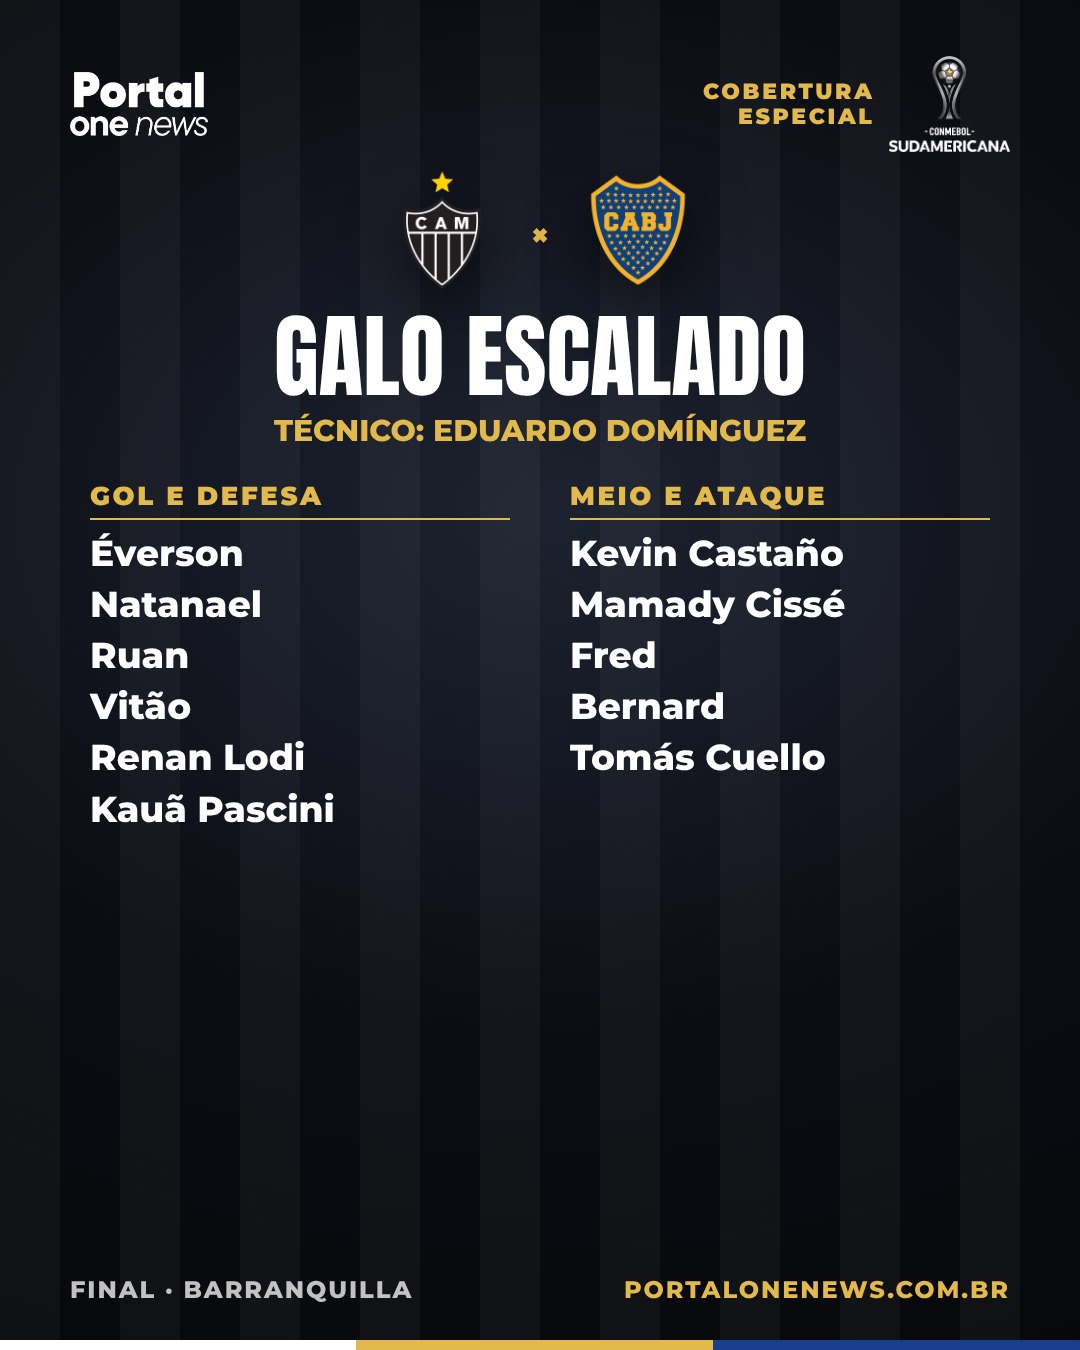 Portal
one news
COBERTURA
ESPECIAL
-CONMEBOL-
SUDAMERICANA
CAM
×
CABJ
GALO ESCALADO
TÉCNICO: EDUARDO DOMÍNGUEZ
GOL E DEFESA
Éverson
Natanael
Ruan
Vitão
Renan Lodi
Kauã Pascini
MEIO E ATAQUE
Kevin Castaño
Mamady Cissé
Fred
Bernard
Tomás Cuello
FINAL · BARRANQUILLA
PORTALONENEWS.COM.BR